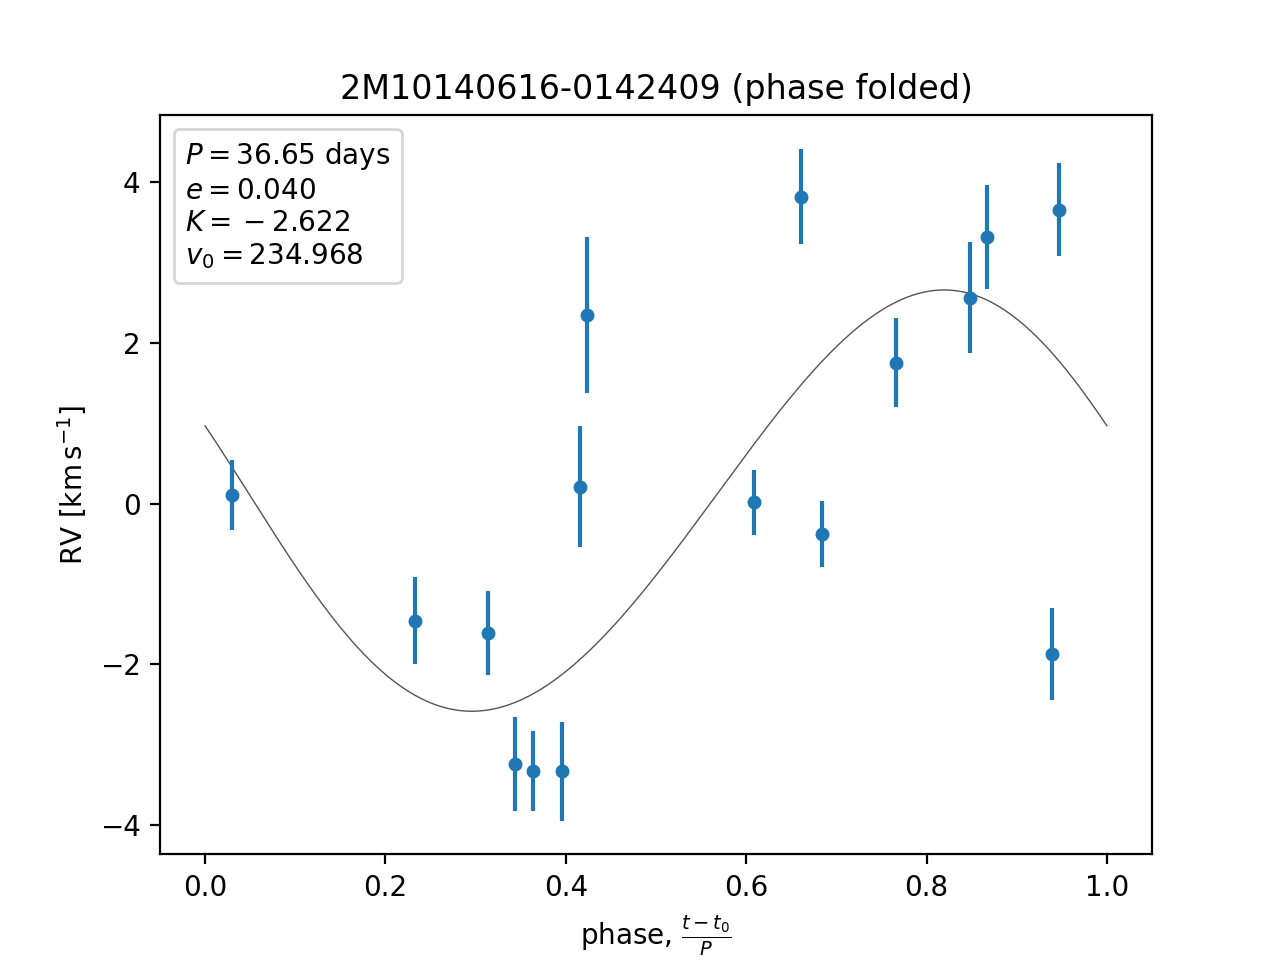 2M10140616-0142409 (phase folded)
P = 36.65 days
e = 0.040
K = −2.622
v₀ = 234.968
4
2
0
−2
−4
RV [km s⁻¹]
0.0 0.2 0.4 0.6 0.8 1.0
phase, (t − t₀)/P